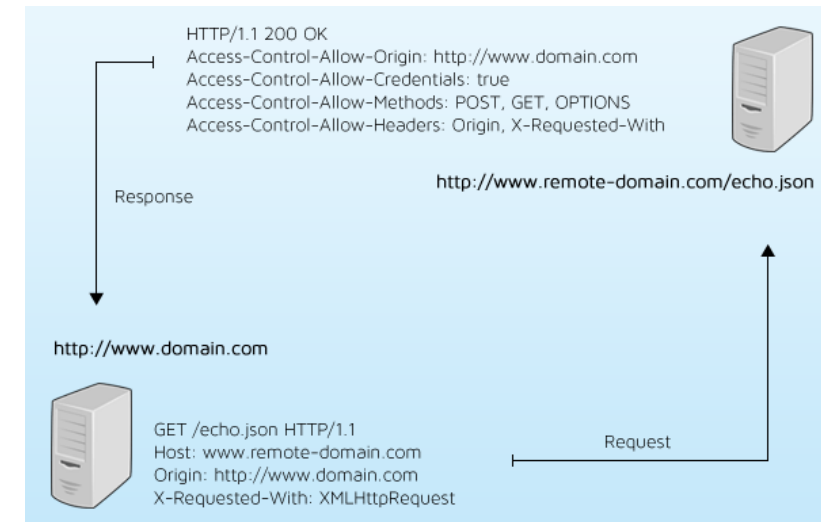 HTTP/1.1 200 OK
Access-Control-Allow-Origin: http://www.domain.com
Access-Control-Allow-Credentials: true
Access-Control-Allow-Methods: POST, GET, OPTIONS
Access-Control-Allow-Headers: Origin, X-Requested-With
http://www.remote-domain.com/echo.json
Response
http://www.domain.com
GET /echo.json HTTP/1.1
Host: www.remote-domain.com
Origin: http://www.domain.com
X-Requested-With: XMLHttpRequest
Request